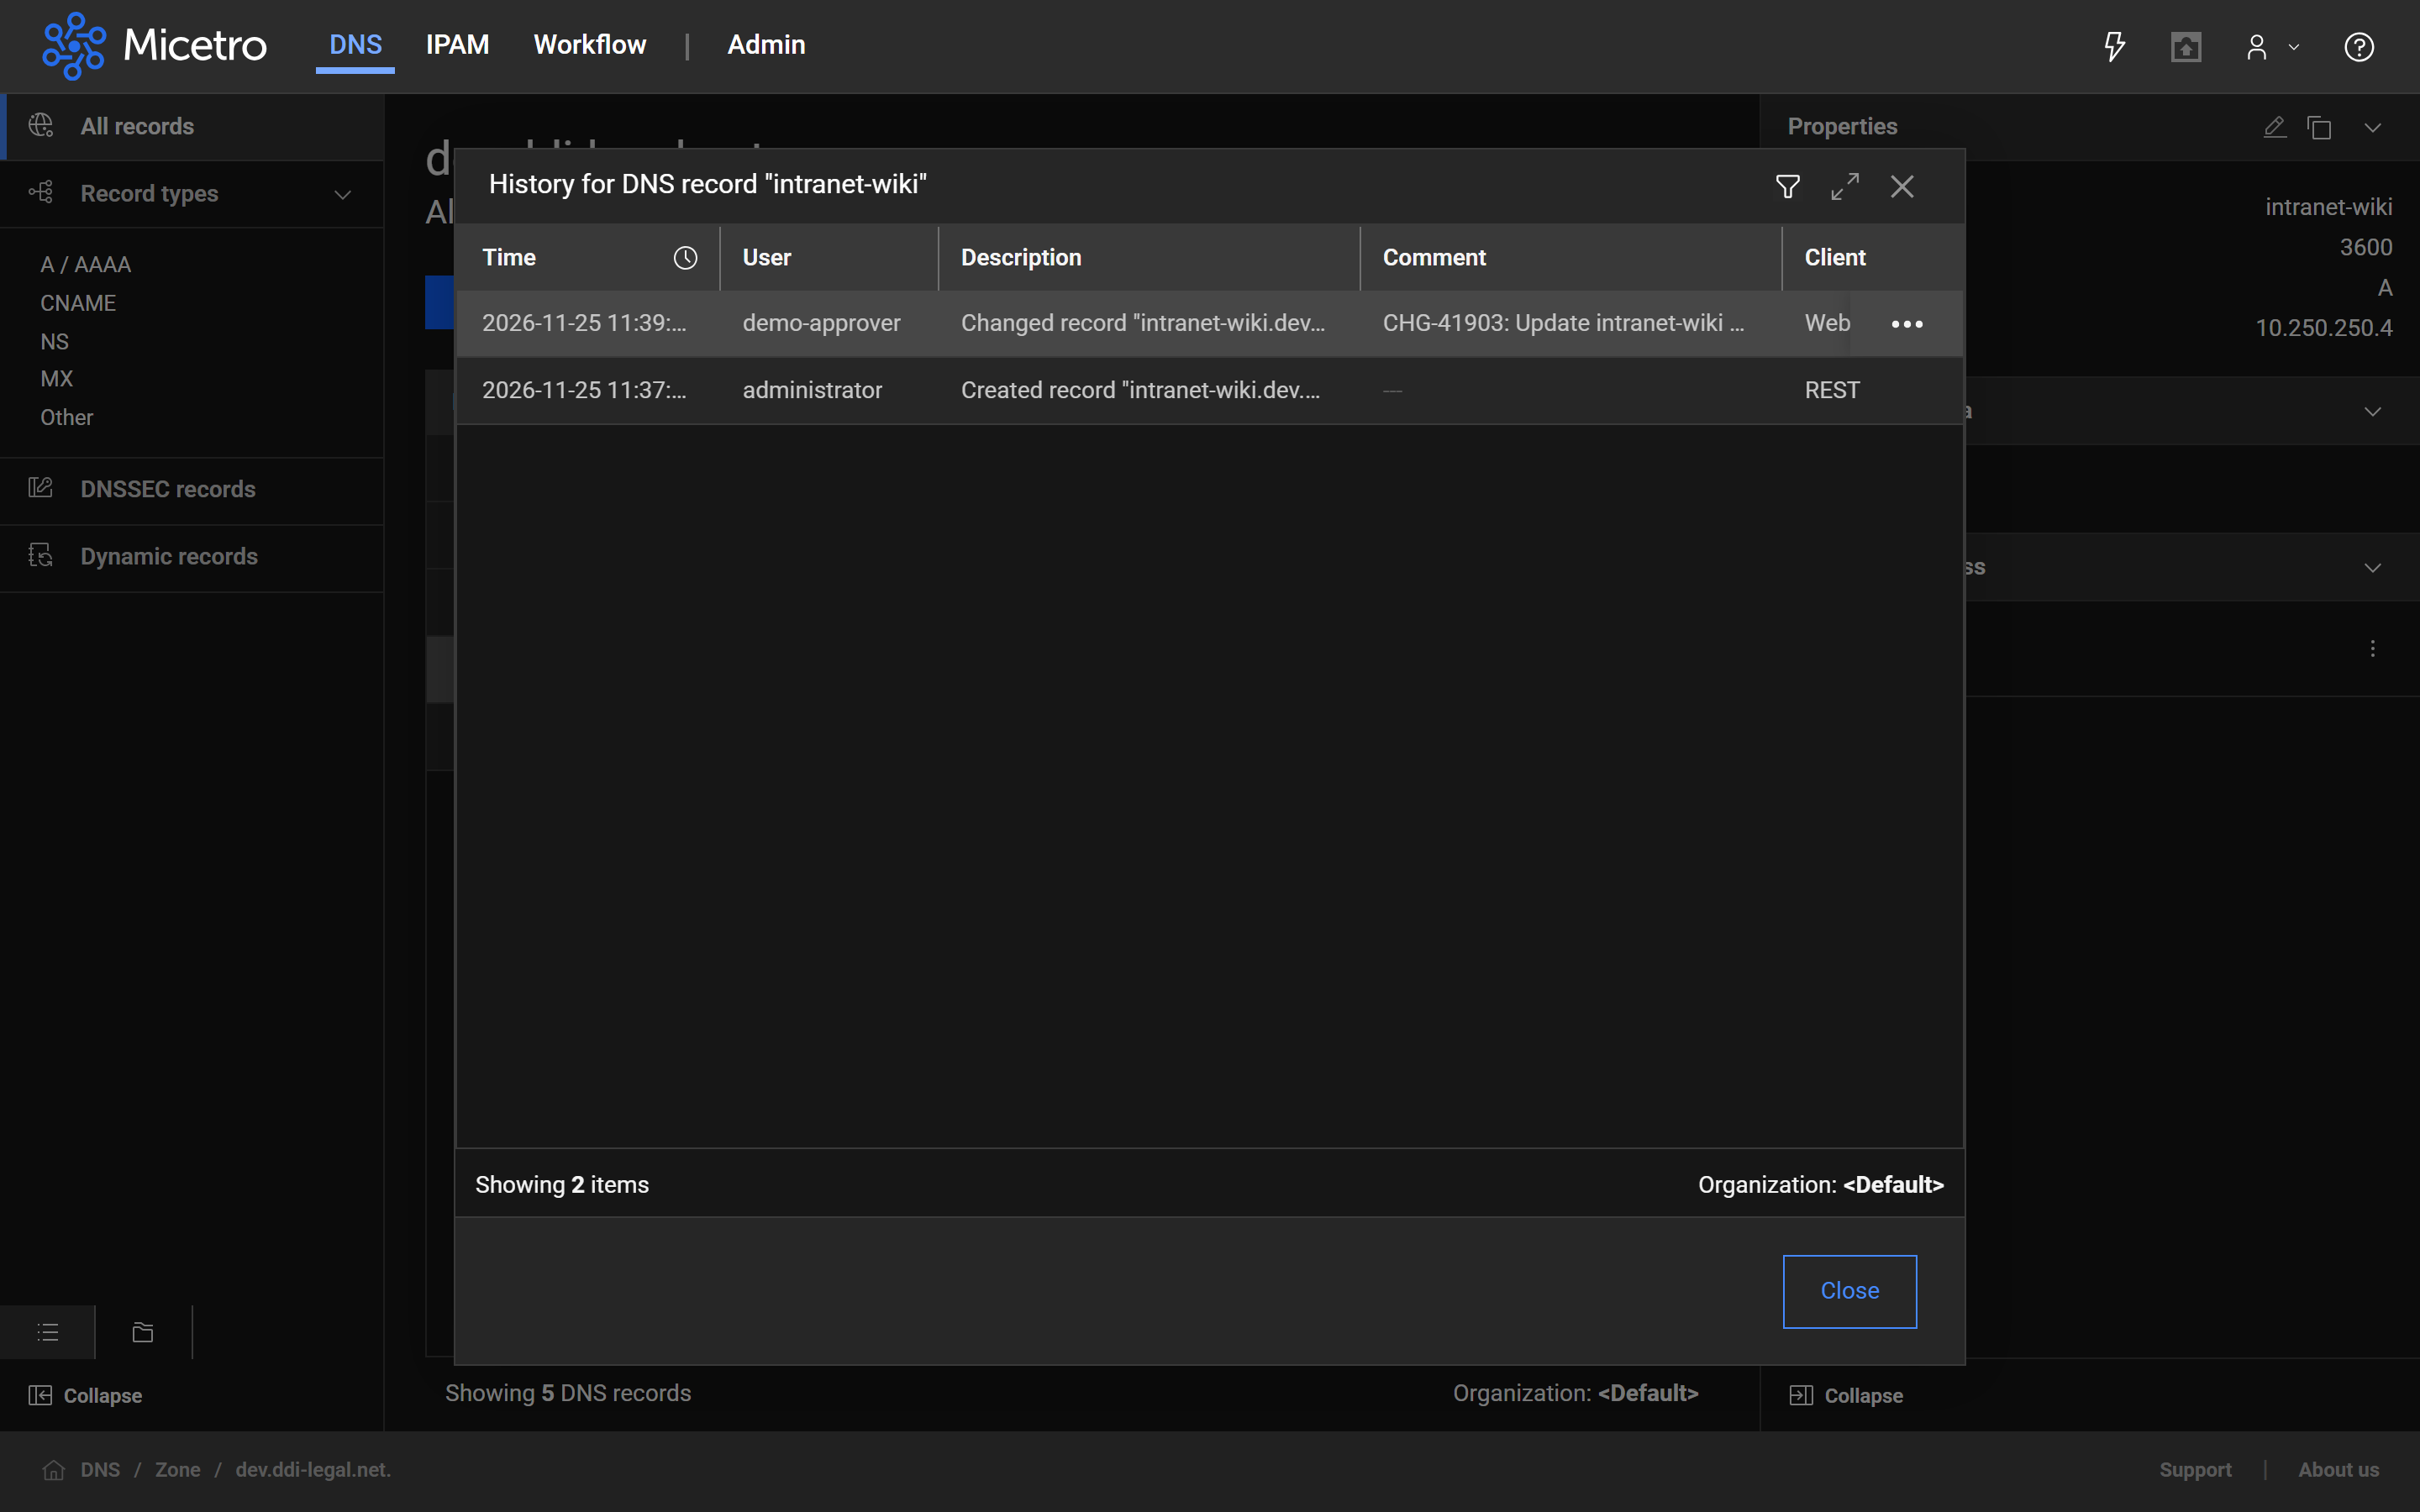 Micetro
DNS
IPAM
Workflow
|
Admin
All records
Record types
A / AAAA
CNAME
NS
MX
Other
DNSSEC records
Dynamic records
Collapse
History for DNS record "intranet-wiki"
Time User Description Comment Client
2026-11-25 11:39:... demo-approver Changed record "intranet-wiki.dev... CHG-41903: Update intranet-wiki ... Web
2026-11-25 11:37:... administrator Created record "intranet-wiki.dev.... — REST
Showing 2 items
Organization: <Default>
Close
Showing 5 DNS records
Organization: <Default>
Properties
intranet-wiki
3600
A
10.250.250.4
Collapse
DNS / Zone / dev.ddi-legal.net.
Support | About us